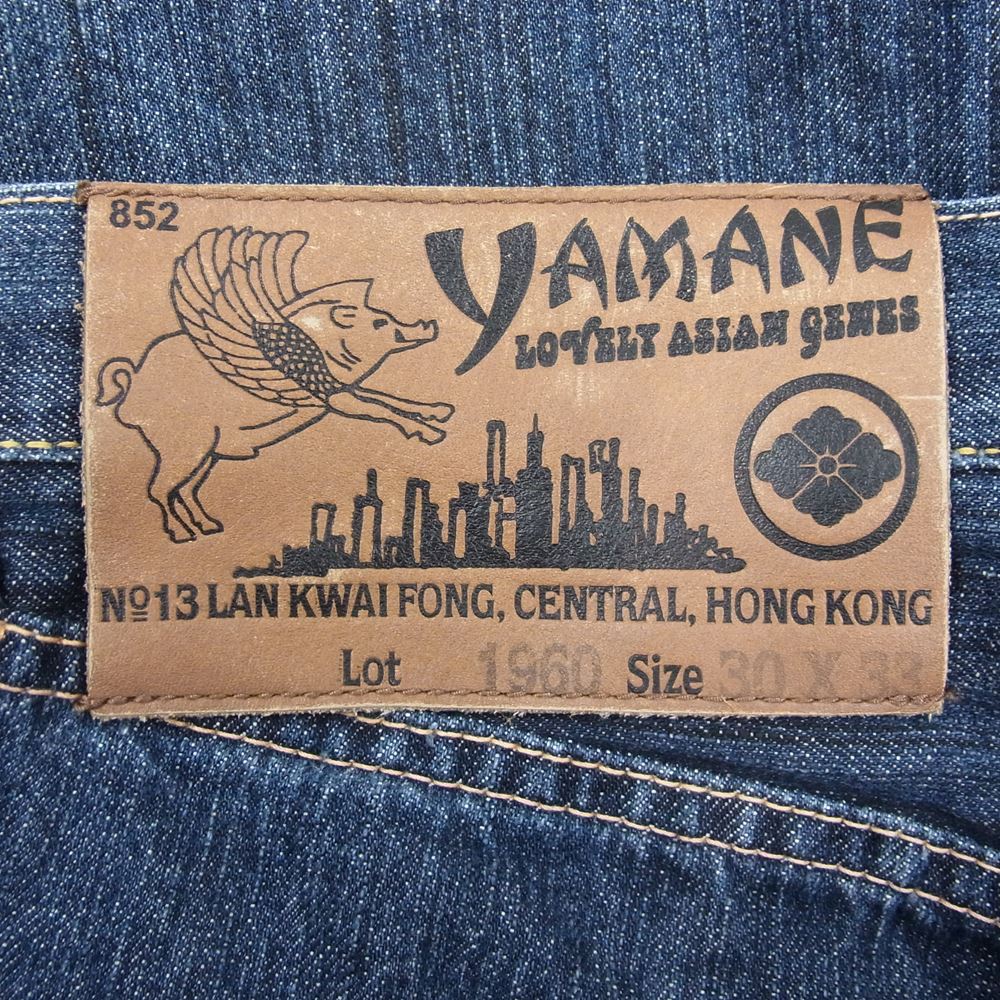 852
YAMANE
LOVELY ASIAN GENES
Nº13 LAN KWAI FONG, CENTRAL, HONG KONG
Lot 1960 Size 30 X 33